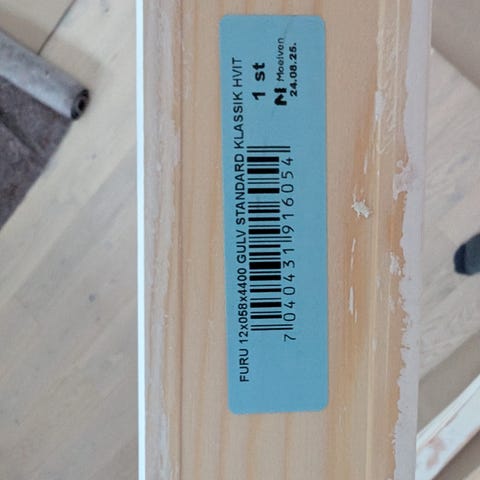 FURU 12x058x4400 GULV STANDARD KLASSIK HVIT
1 st
Moelven
24.08.25.
7 040431 916054